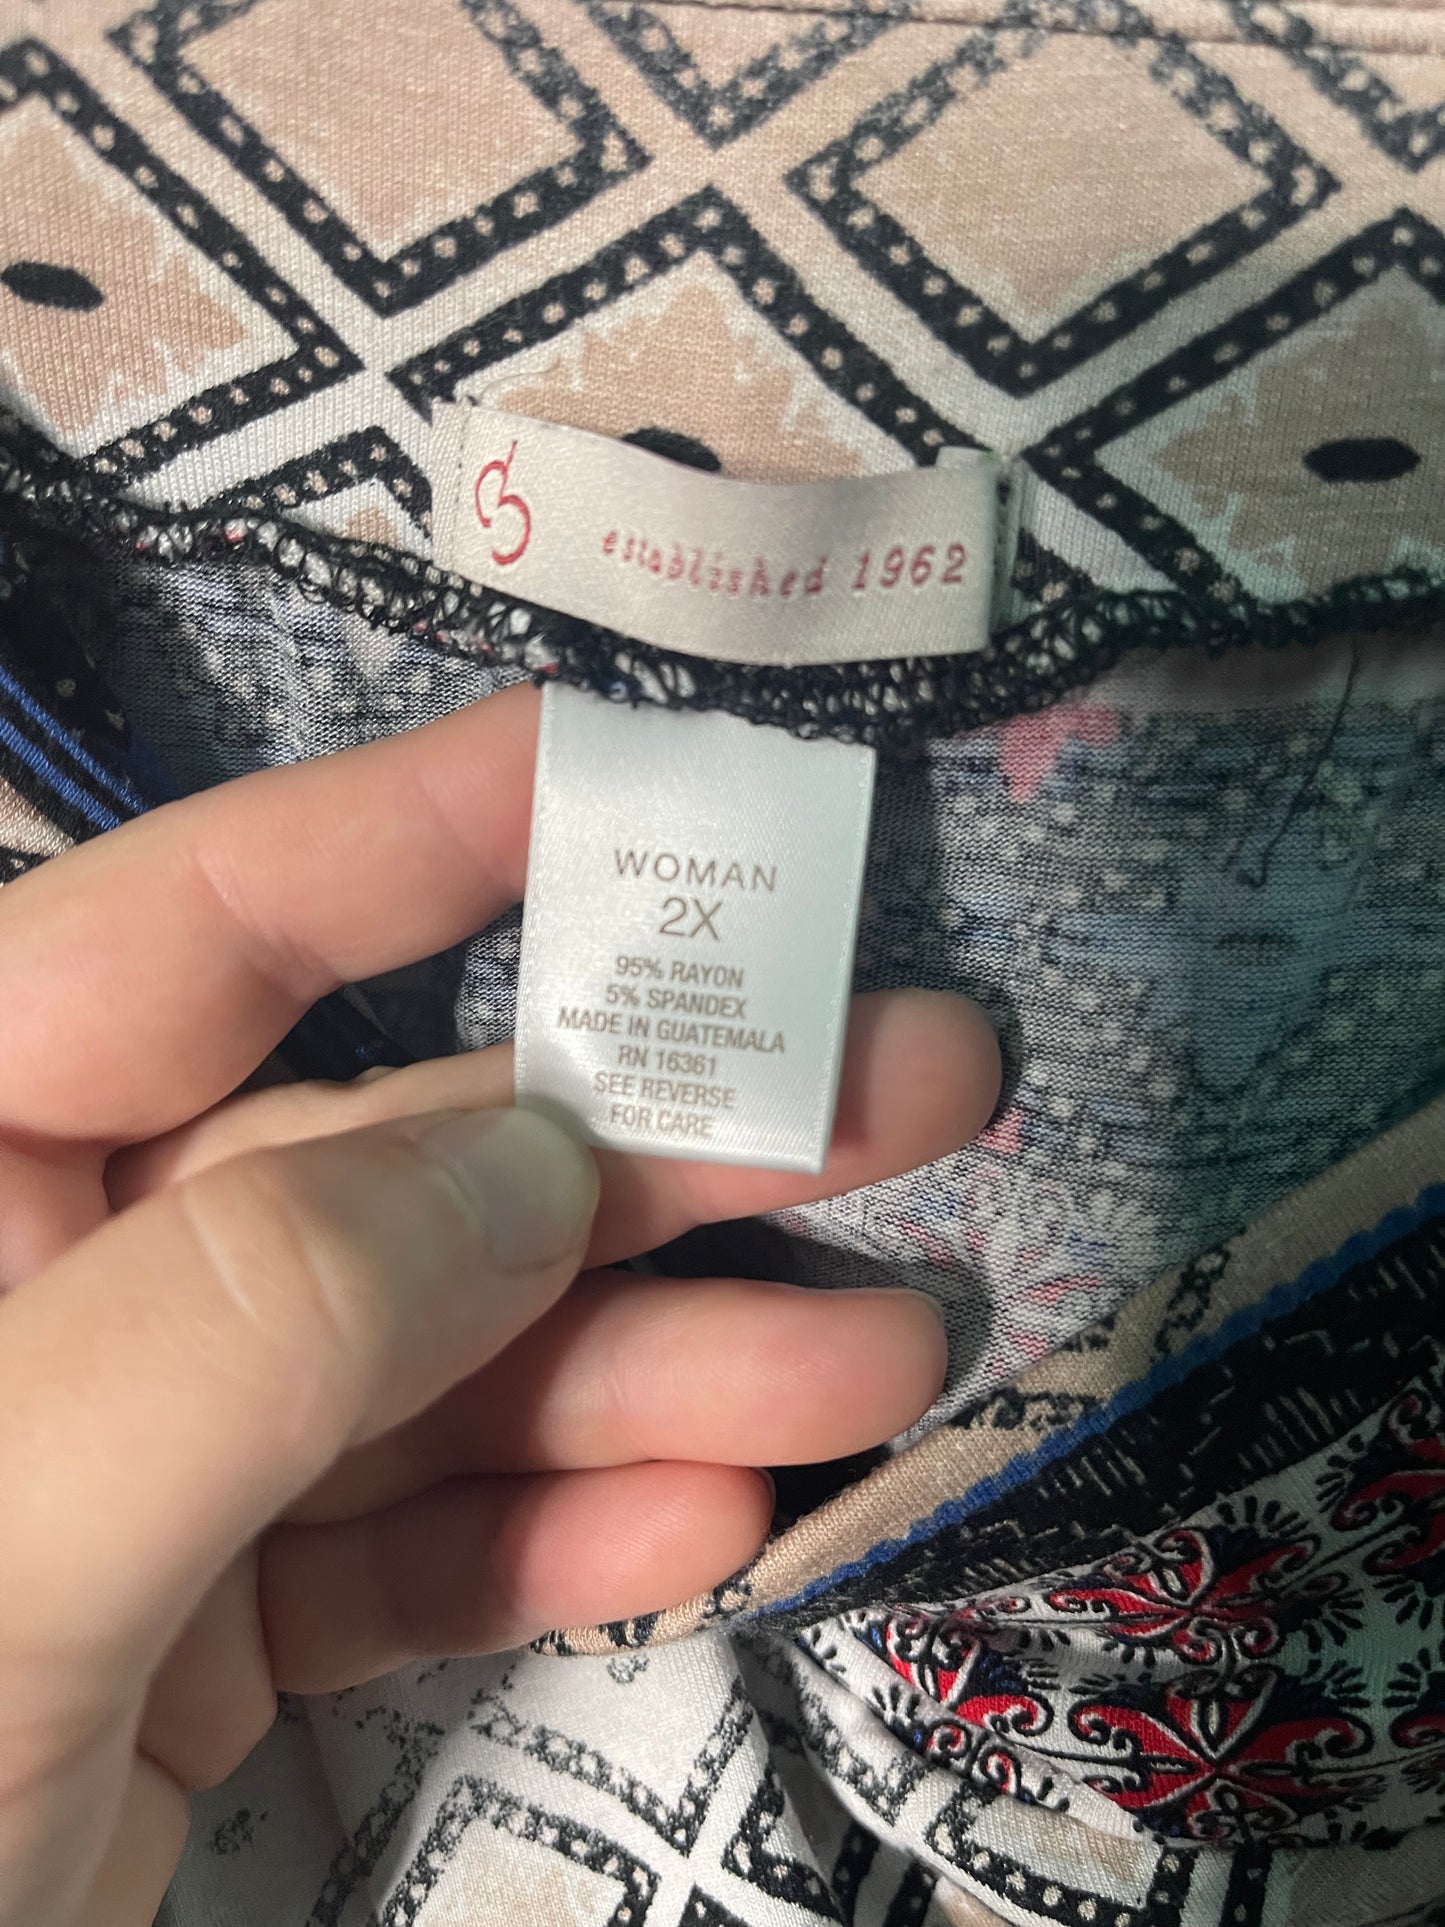 B established 1962
WOMAN
2X
95% RAYON
5% SPANDEX
MADE IN GUATEMALA
RN 16361
SEE REVERSE
FOR CARE